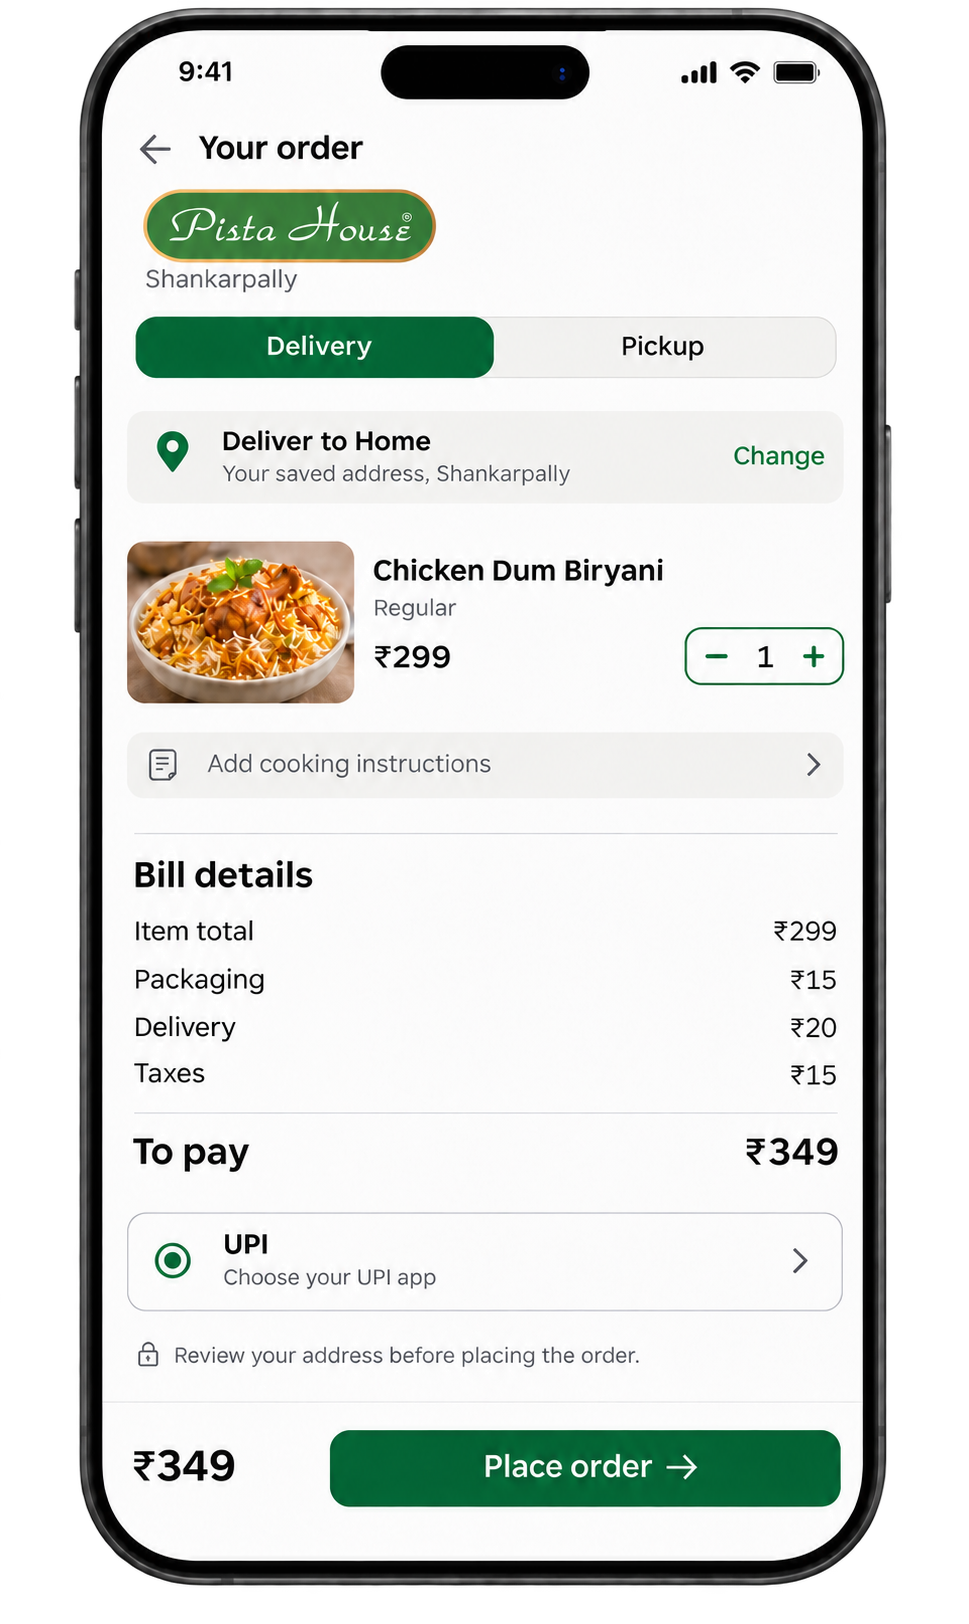 9:41
Your order
Pista House®
Shankarpally
Delivery
Pickup
Deliver to Home
Your saved address, Shankarpally
Change
Chicken Dum Biryani
Regular
₹299
1
Add cooking instructions
Bill details
Item total ₹299
Packaging ₹15
Delivery ₹20
Taxes ₹15
To pay ₹349
UPI
Choose your UPI app
Review your address before placing the order.
₹349
Place order →